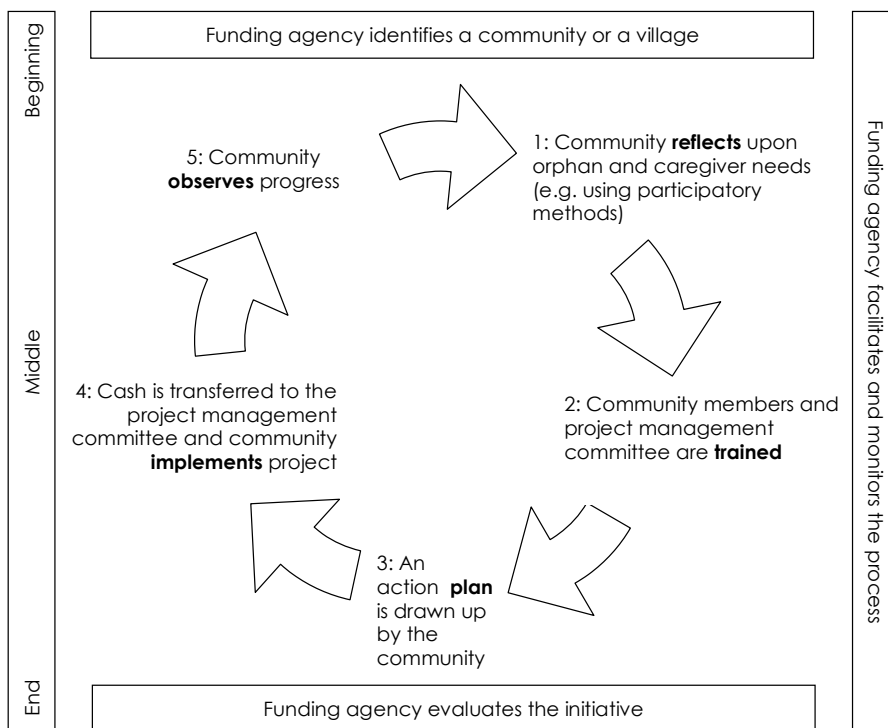 Funding agency identifies a community or a village
Beginning
Middle
End
1: Community reflects upon
orphan and caregiver needs
(e.g. using participatory
methods)
2: Community members and
project management
committee are trained
3: An
action plan
is drawn up
by the
community
4: Cash is transferred to the
project management
committee and community
implements project
5: Community
observes progress
Funding agency facilitates and monitors the process
Funding agency evaluates the initiative